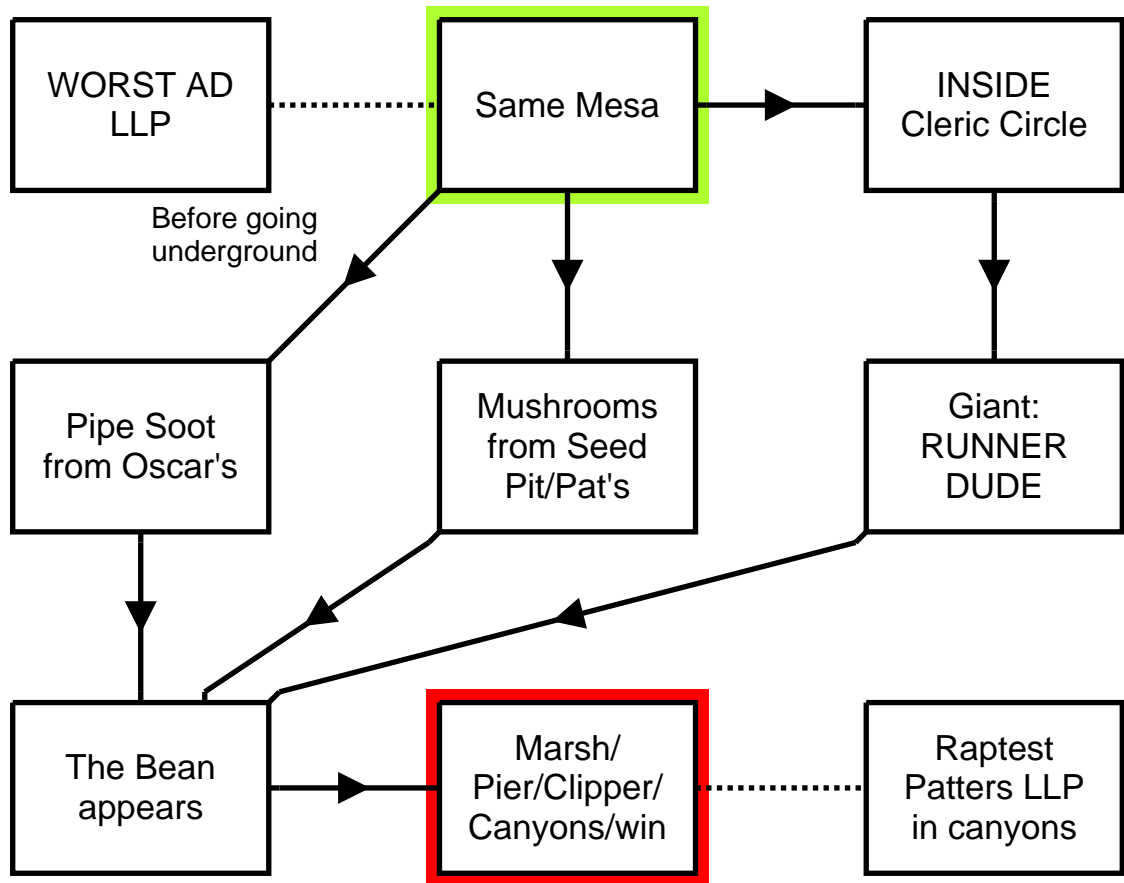 WORST AD
LLP
Same Mesa
INSIDE
Cleric Circle
Before going
underground
Pipe Soot
from Oscar's
Mushrooms
from Seed
Pit/Pat's
Giant:
RUNNER
DUDE
The Bean
appears
Marsh/
Pier/Clipper/
Canyons/win
Raptest
Patters LLP
in canyons